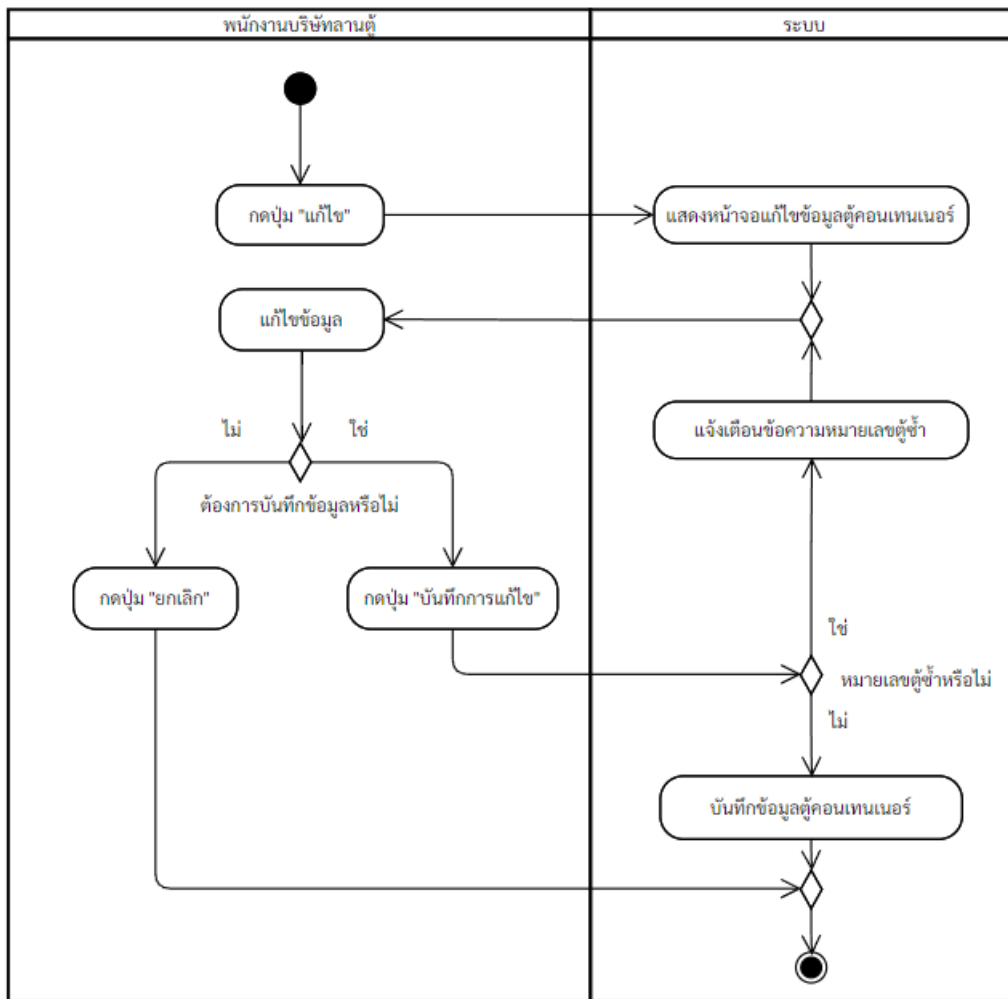 พนักงานบริษัทลานตู้
ระบบ
กดปุ่ม "แก้ไข"
แสดงหน้าจอแก้ไขข้อมูลตู้คอนเทนเนอร์
แก้ไขข้อมูล
แจ้งเตือนข้อความหมายเลขตู้ซ้ำ
ไม่
ใช่
ต้องการบันทึกข้อมูลหรือไม่
กดปุ่ม "ยกเลิก"
กดปุ่ม "บันทึกการแก้ไข"
ใช่
หมายเลขตู้ซ้ำหรือไม่
ไม่
บันทึกข้อมูลตู้คอนเทนเนอร์